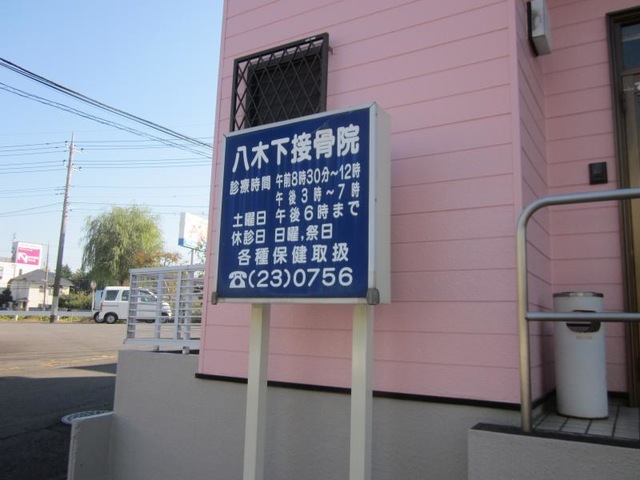 八木下接骨院
診療時間 午前8時30分～12時
午後3時～7時
土曜日 午後6時まで
休診日 日曜,祭日
各種保健取扱
☎(23)0756